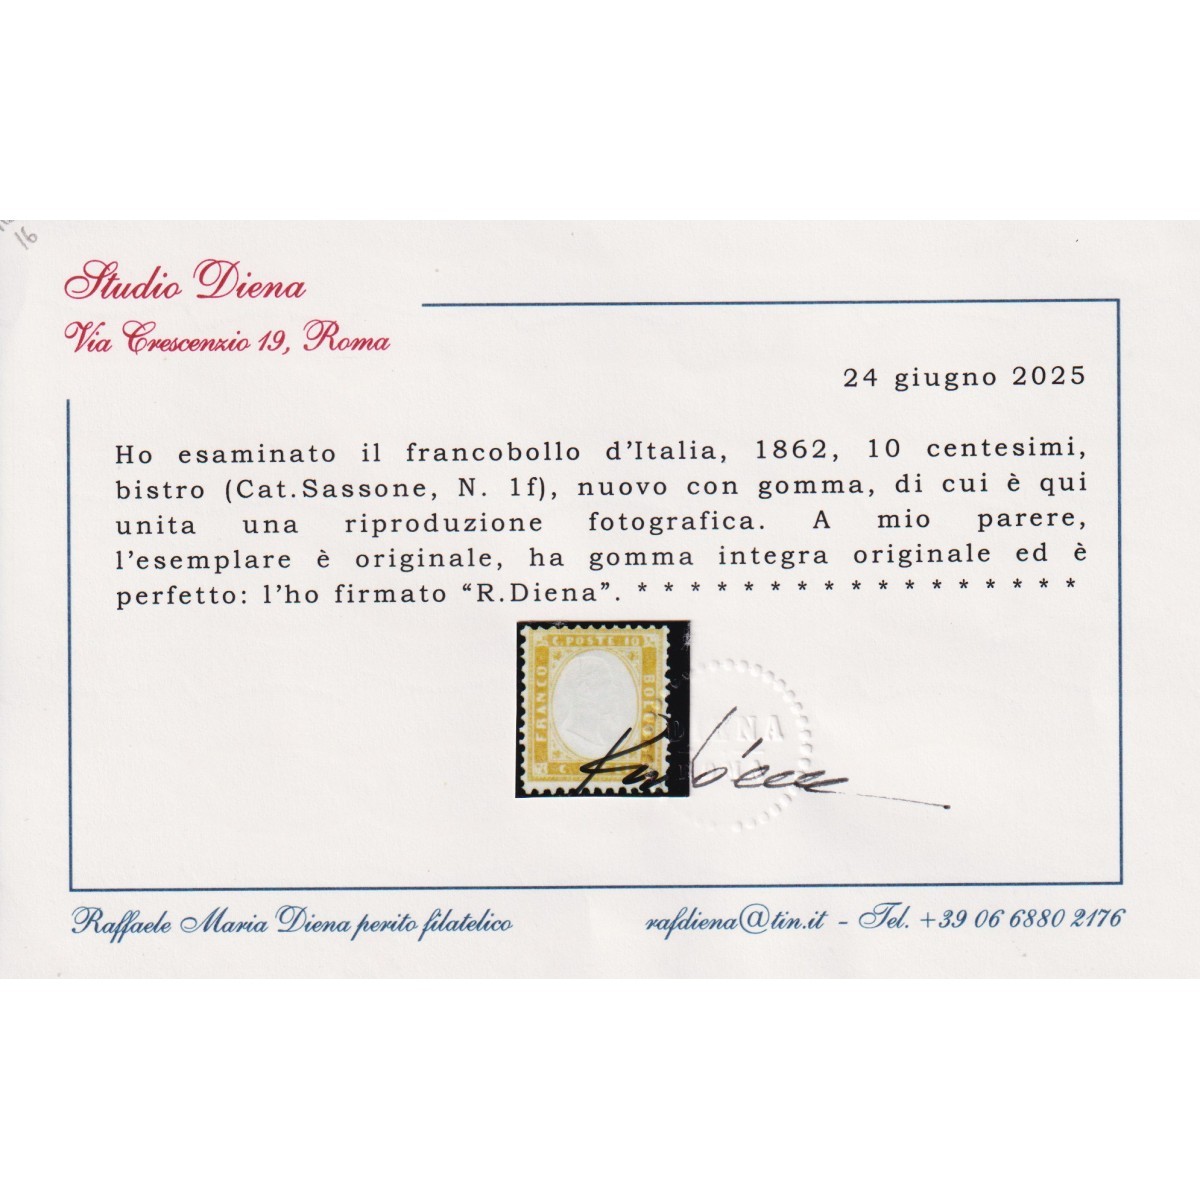 16
Studio Diena
Via Crescenzio 19, Roma
24 giugno 2025
Ho esaminato il francobollo d'Italia, 1862, 10 centesimi,
bistro (Cat.Sassone, N. 1f), nuovo con gomma, di cui è qui
unita una riproduzione fotografica. A mio parere,
l'esemplare è originale, ha gomma integra originale ed è
perfetto: l'ho firmato “R.Diena”. * * * * * * * * * * * * * * * * *
C. POSTE 10
FRANCO
BOLLO
C.
DIENA
ROMA
Raffaele Maria Diena perito filatelico
rafdiena@tin.it - Tel. +39 06 6880 2176